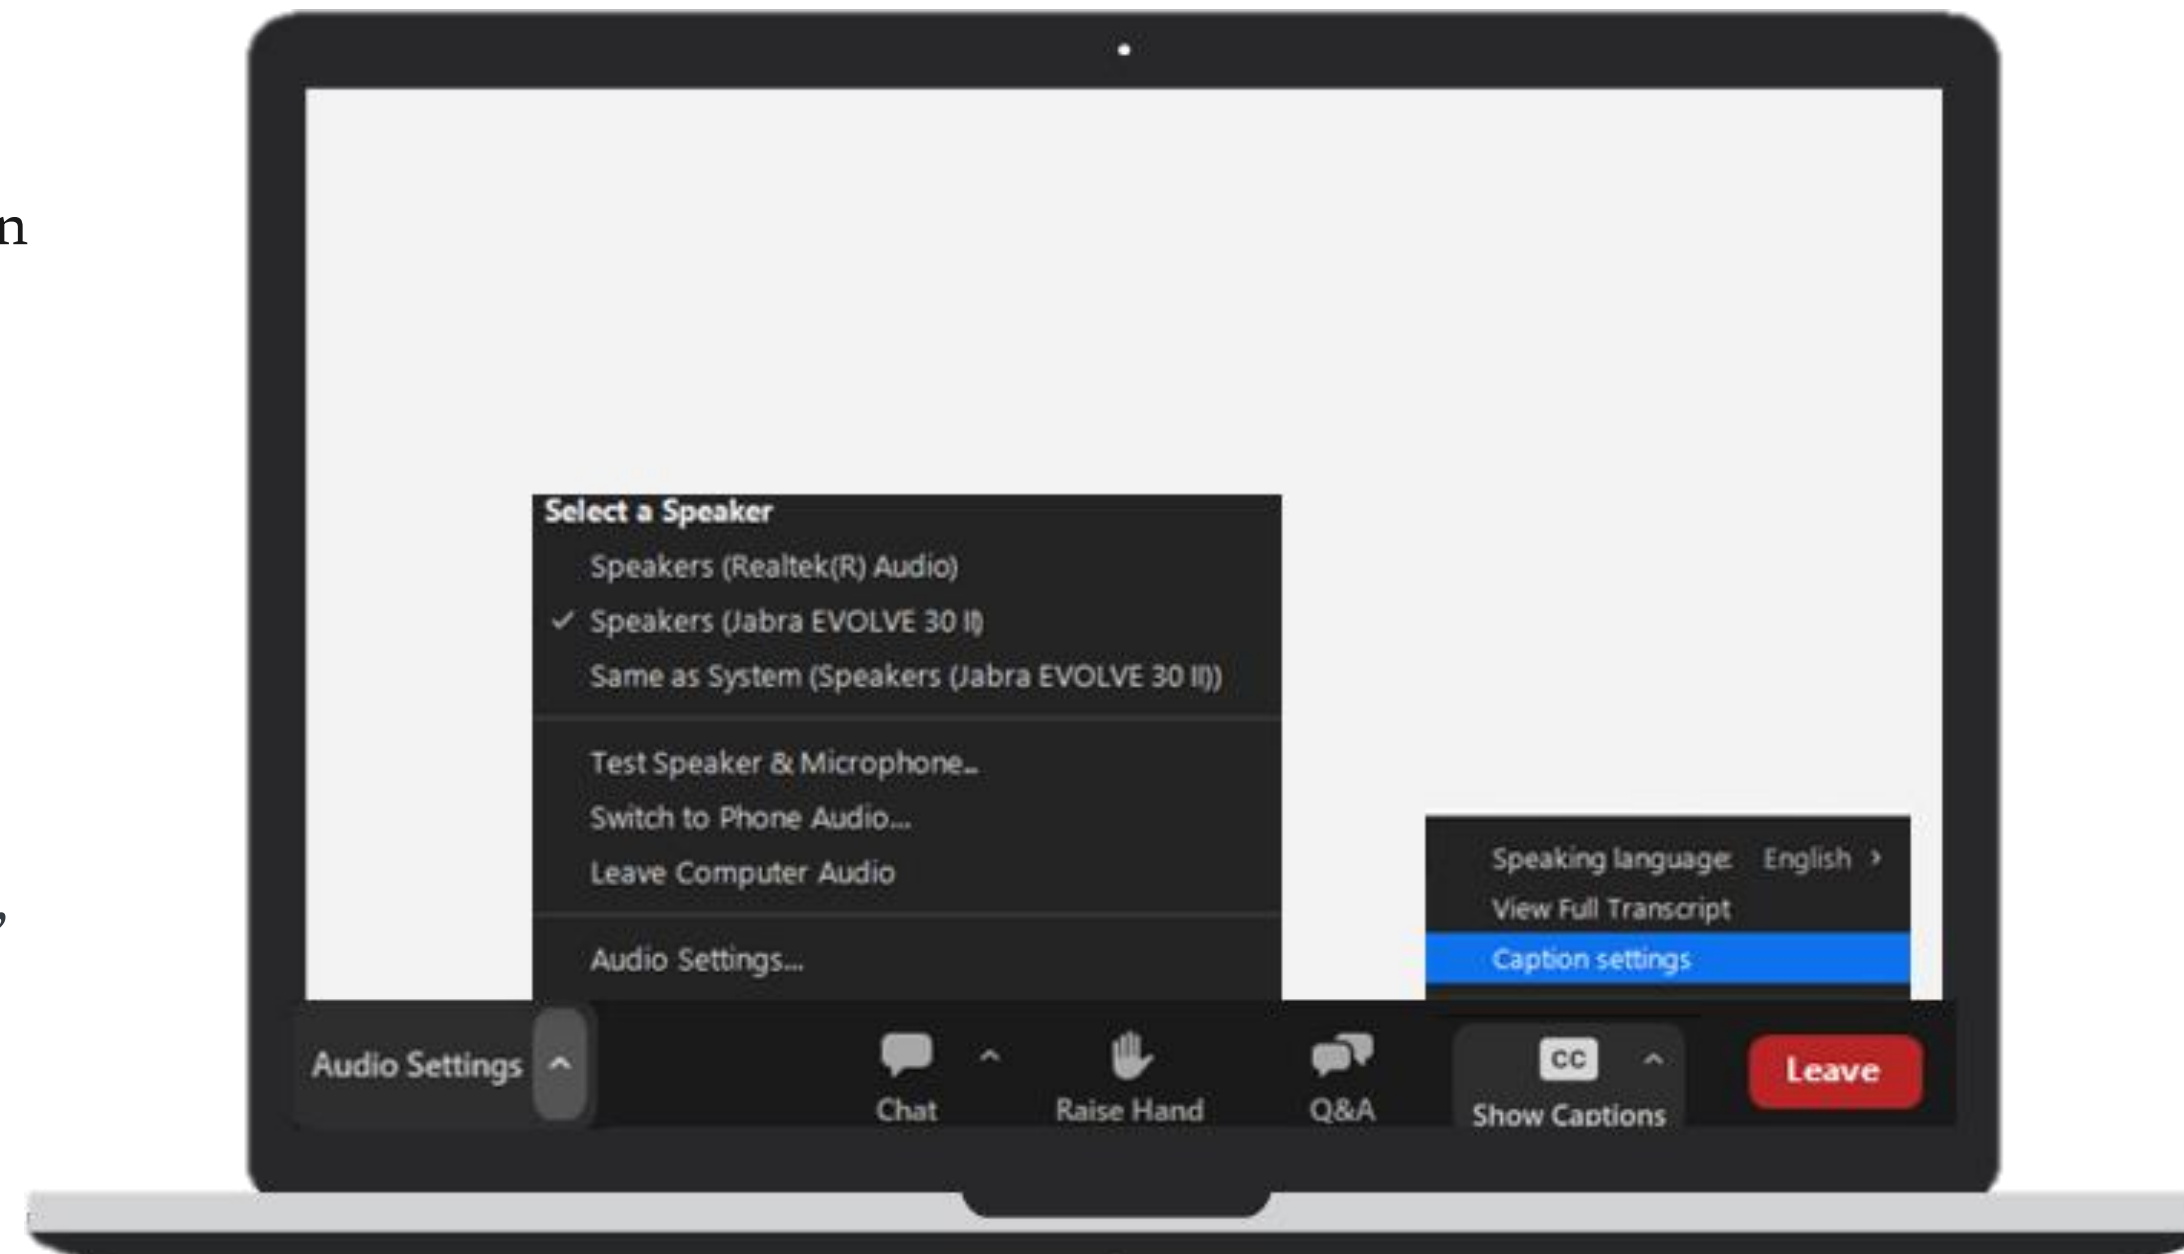 n
Select a Speaker
Speakers (Realtek(R) Audio)
Speakers (Jabra EVOLVE 30 II)
Same as System (Speakers (Jabra EVOLVE 30 II))
Test Speaker & Microphone...
Switch to Phone Audio...
Leave Computer Audio
,
Audio Settings...
Speaking language: English >
View Full Transcript
Caption settings
Audio Settings
Chat
Raise Hand
Q&A
CC
Show Captions
Leave